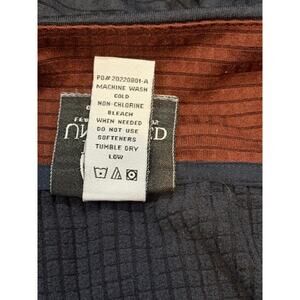 PO# 20220801-A
MACHINE WASH
COLD
NON-CHLORINE
BLEACH
WHEN NEEDED
DO NOT USE
SOFTENERS
TUMBLE DRY
LOW